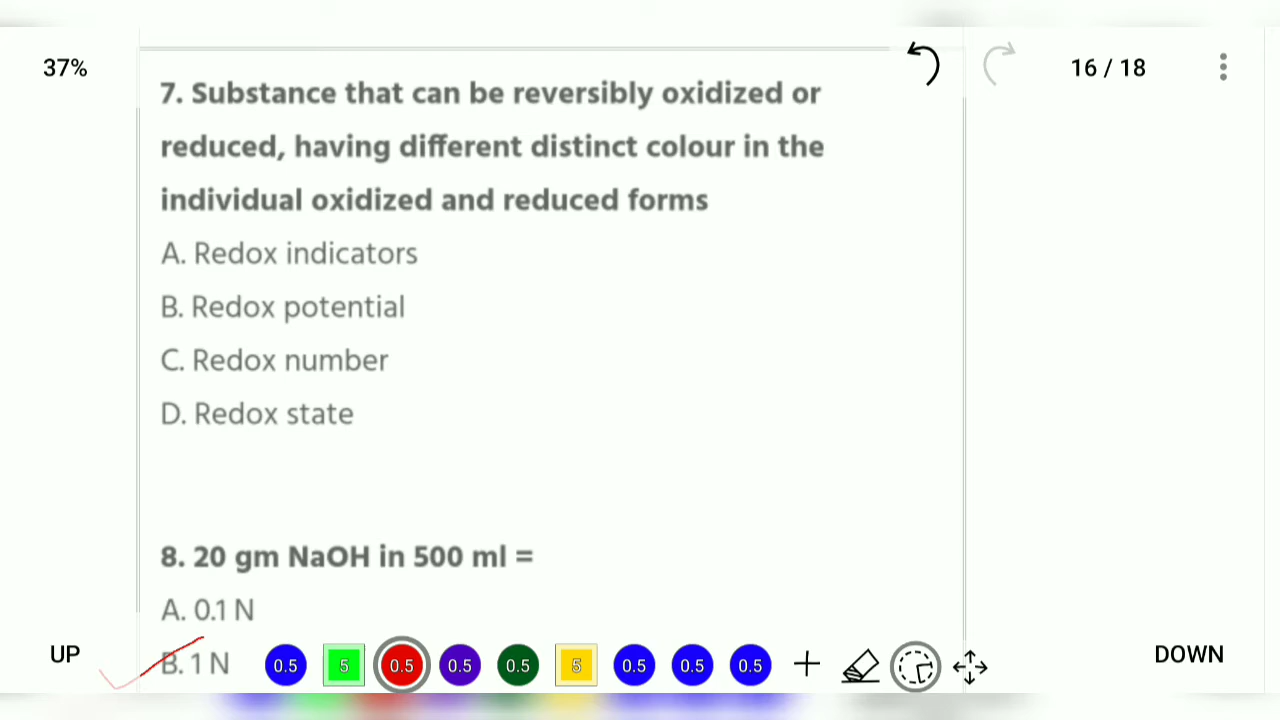 37%
16 / 18
7. Substance that can be reversibly oxidized or
reduced, having different distinct colour in the
individual oxidized and reduced forms
A. Redox indicators
B. Redox potential
C. Redox number
D. Redox state
8. 20 gm NaOH in 500 ml =
A. 0.1 N
B. 1 N
UP
0.5 5 0.5 0.5 0.5 5 0.5 0.5 0.5
DOWN